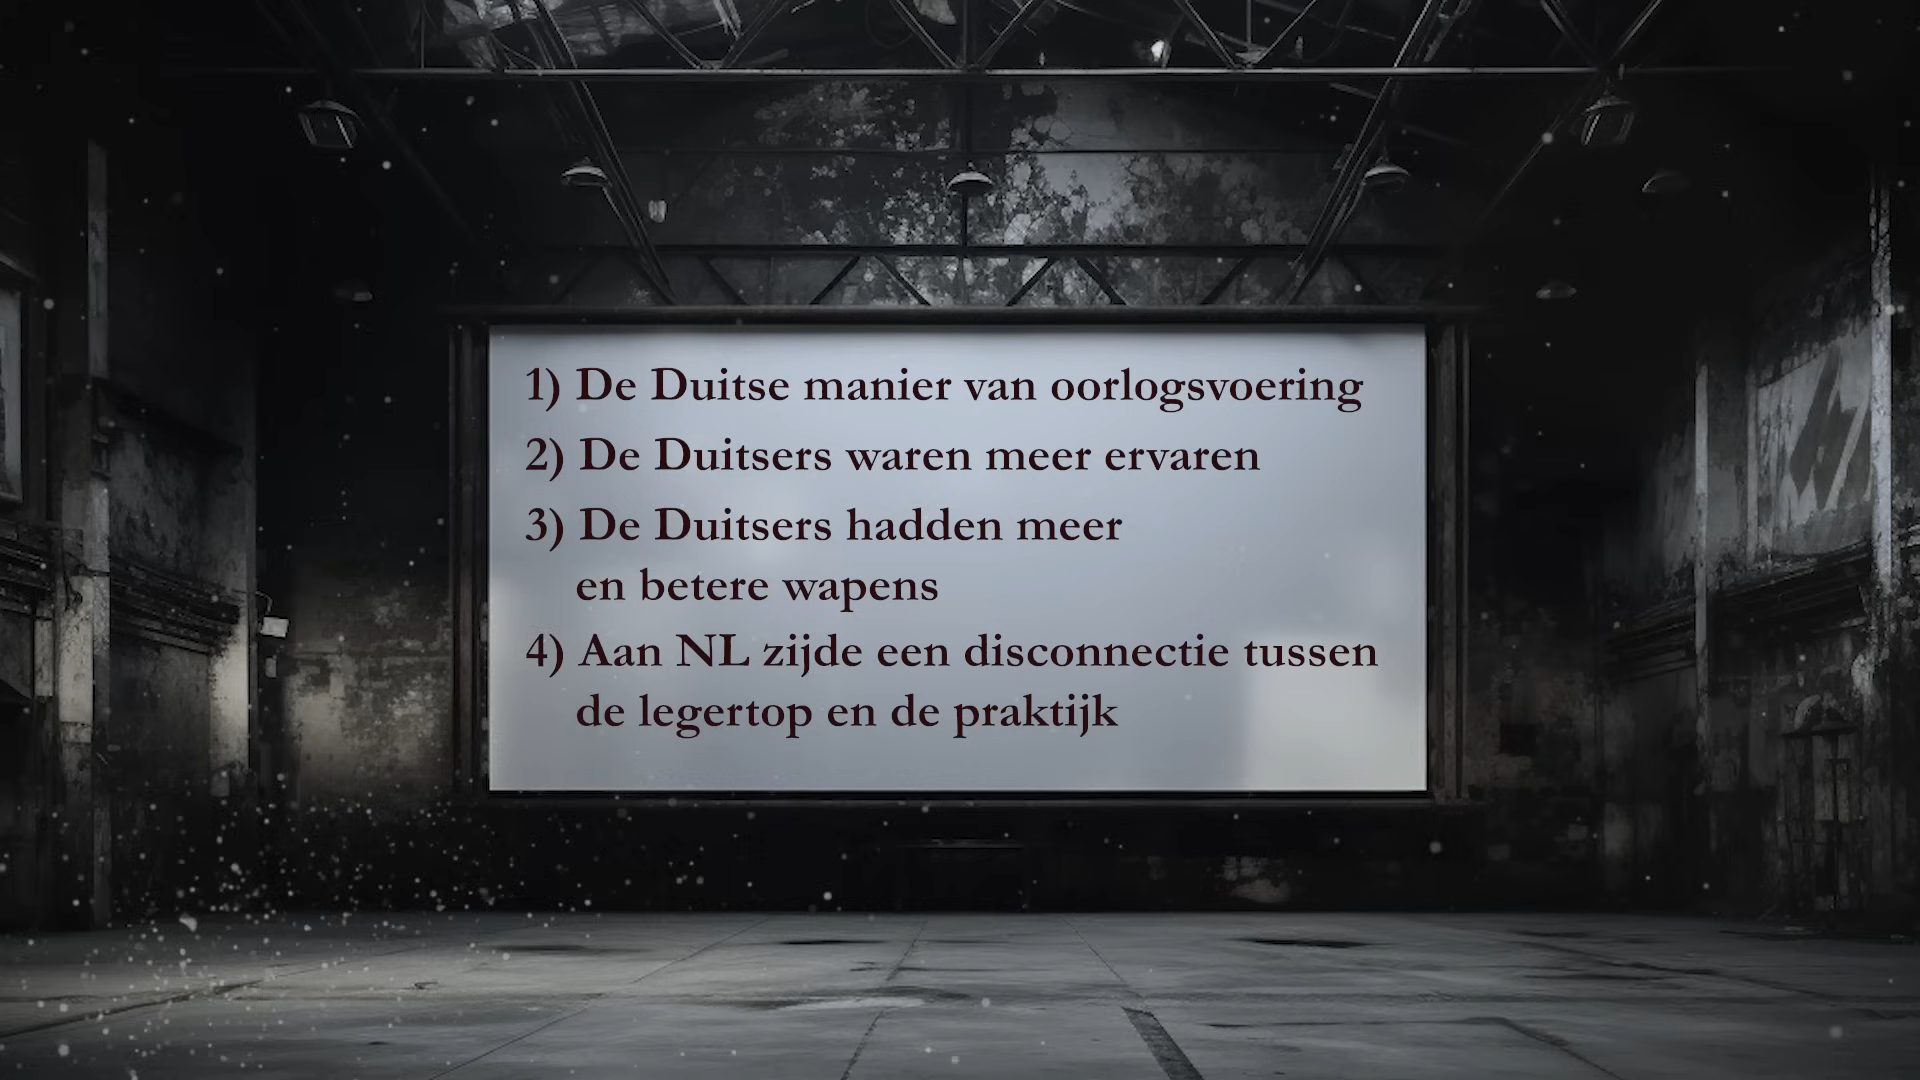 1) De Duitse manier van oorlogsvoering
2) De Duitsers waren meer ervaren
3) De Duitsers hadden meer
en betere wapens
4) Aan NL zijde een disconnectie tussen
de legertop en de praktijk